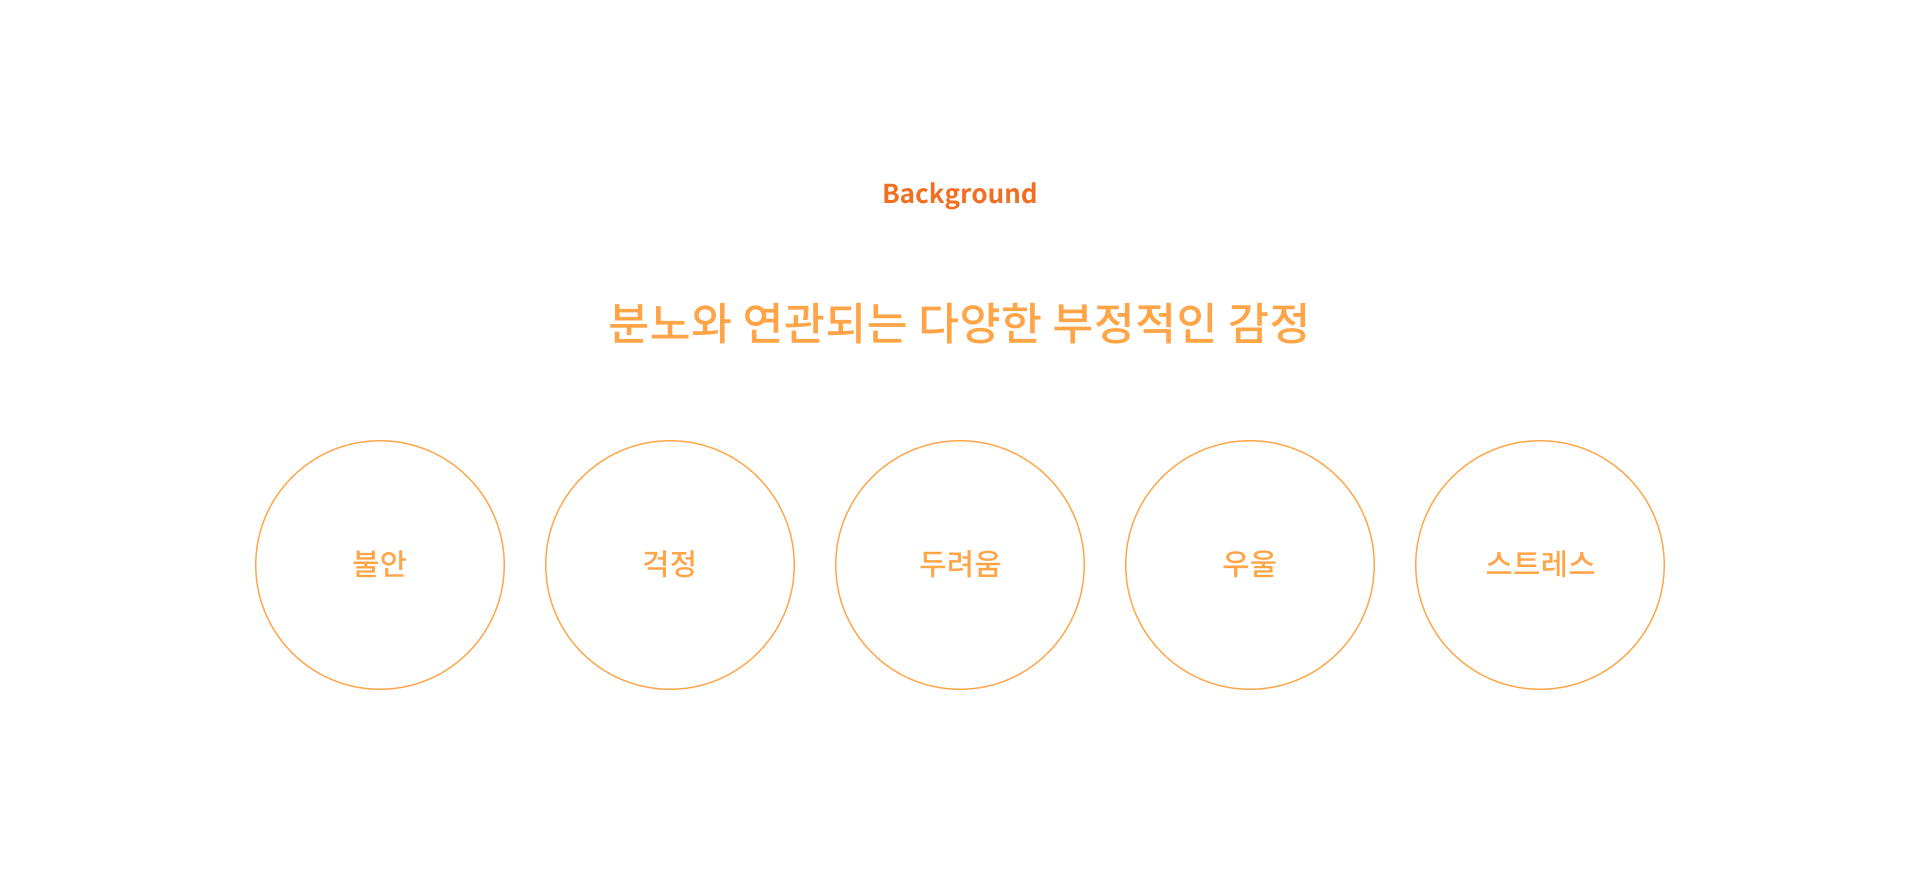 Background
분노와 연관되는 다양한 부정적인 감정
불안
걱정
두려움
우울
스트레스